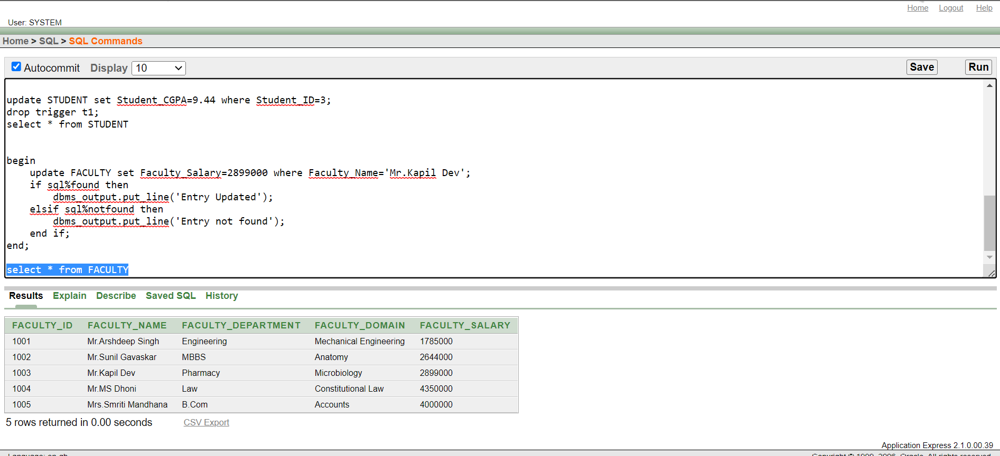 Home Logout Help
User: SYSTEM
Home > SQL > SQL Commands
Autocommit Display 10 Save Run
update STUDENT set Student_CGPA=9.44 where Student_ID=3;
drop trigger t1;
select * from STUDENT
begin
    update FACULTY set Faculty_Salary=2899000 where Faculty_Name='Mr.Kapil Dev';
    if sql%found then
        dbms_output.put_line('Entry Updated');
    elsif sql%notfound then
        dbms_output.put_line('Entry not found');
    end if;
end;
select * from FACULTY
Results Explain Describe Saved SQL History
FACULTY_ID FACULTY_NAME FACULTY_DEPARTMENT FACULTY_DOMAIN FACULTY_SALARY
1001 Mr.Arshdeep Singh Engineering Mechanical Engineering 1785000
1002 Mr.Sunil Gavaskar MBBS Anatomy 2644000
1003 Mr.Kapil Dev Pharmacy Microbiology 2899000
1004 Mr.MS Dhoni Law Constitutional Law 4350000
1005 Mrs.Smriti Mandhana B.Com Accounts 4000000
5 rows returned in 0.00 seconds CSV Export
Application Express 2.1.0.00.39
Language: en-gb Copyright © 1999, 2006, Oracle. All rights reserved.